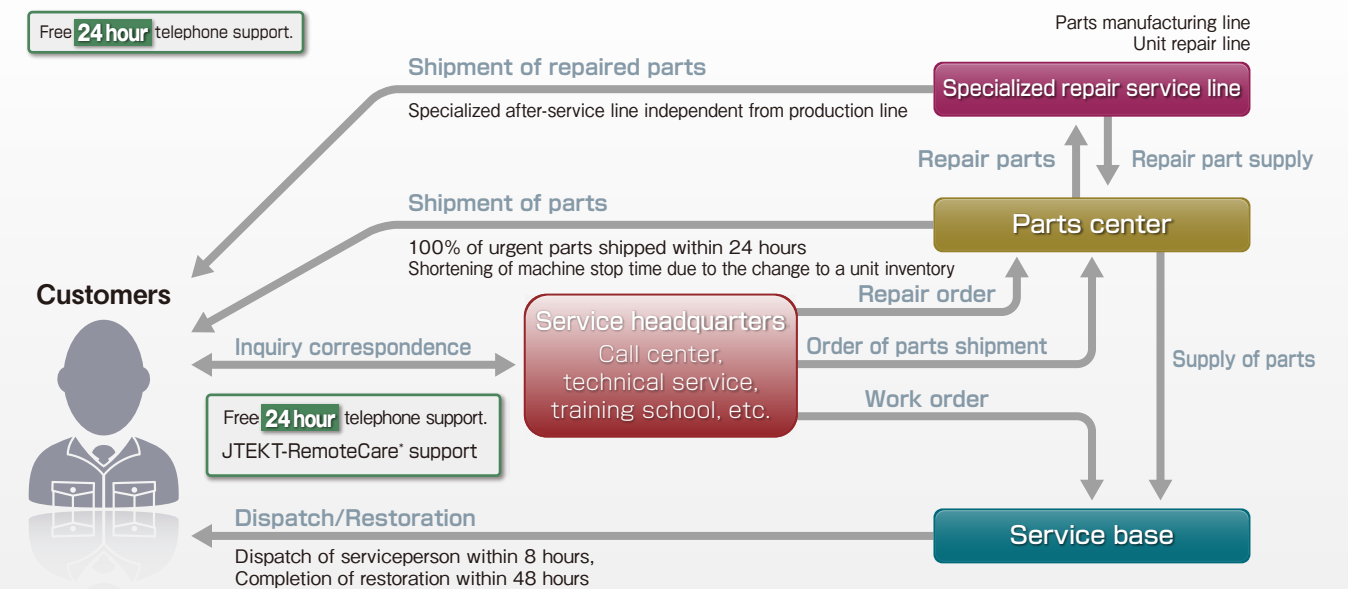 Free 24 hour telephone support.
Parts manufacturing line
Unit repair line
Shipment of repaired parts
Specialized repair service line
Specialized after-service line independent from production line
Repair parts
Repair part supply
Shipment of parts
Parts center
100% of urgent parts shipped within 24 hours
Shortening of machine stop time due to the change to a unit inventory
Customers
Repair order
Service headquarters
Call center,
technical service,
training school, etc.
Inquiry correspondence
Order of parts shipment
Supply of parts
Work order
Free 24 hour telephone support.
JTEKT-RemoteCare* support
Dispatch/Restoration
Service base
Dispatch of serviceperson within 8 hours,
Completion of restoration within 48 hours